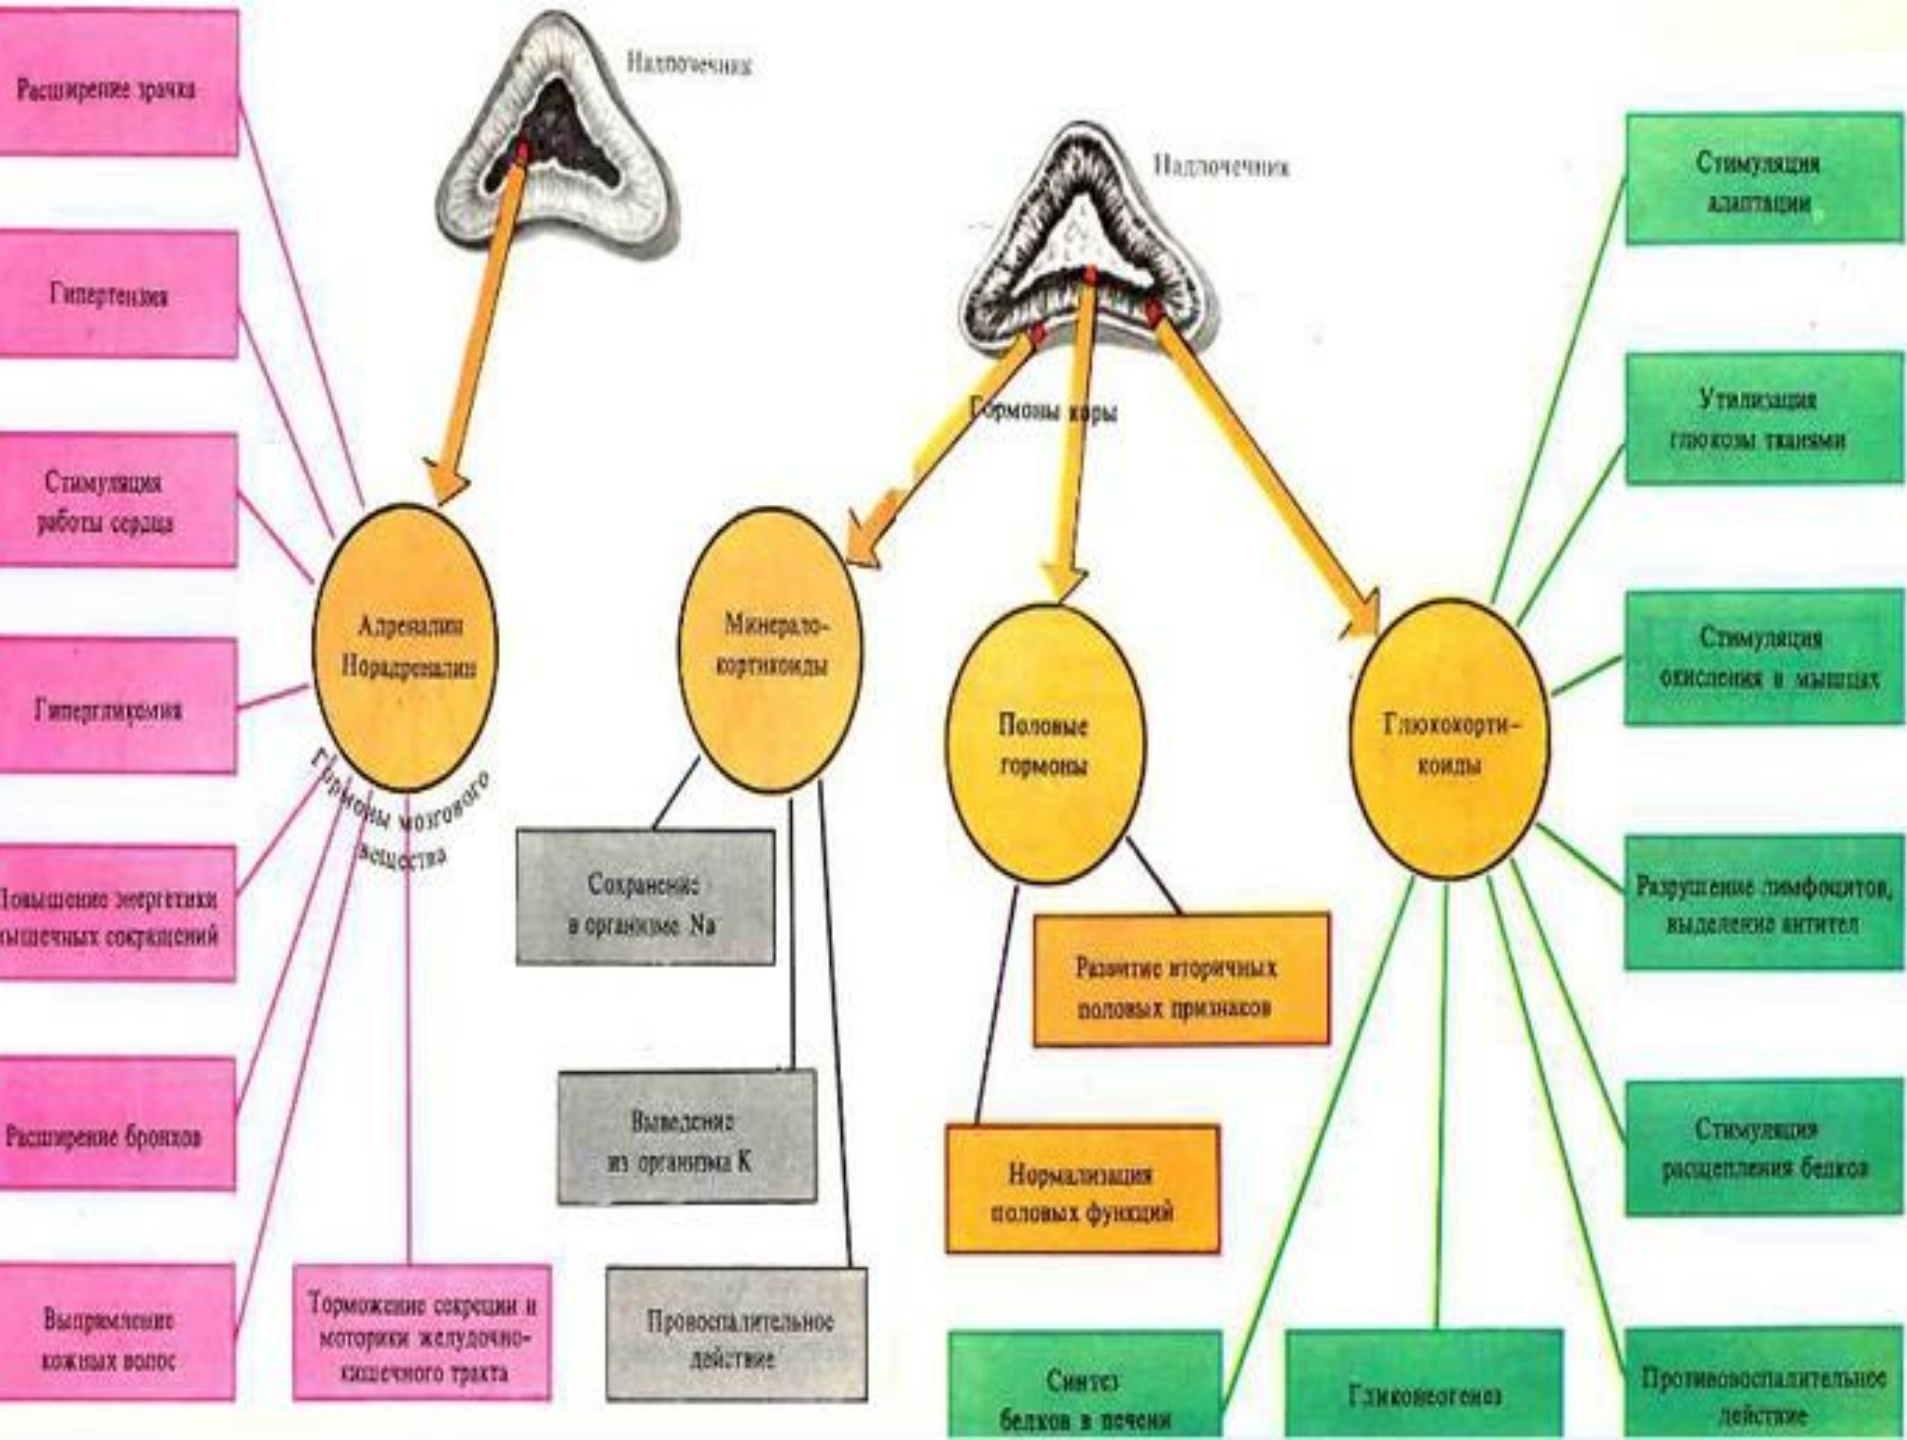 Надпочечник
Расширение зрачка
Гипертензия
Стимуляция
работы сердца
Гипергликемия
Повышение энергетики
мышечных сокращений
Расширение бронхов
Выпрямление
кожных волос
Торможение секреции и
моторики желудочно-
кишечного тракта
Адреналин
Норадреналин
Гормоны мозгового
вещества
Надпочечник
Гормоны коры
Минерало-
кортикоиды
Сохранение
в организме Na
Выведение
из организма К
Провоспалительное
действие
Половые
гормоны
Развитие вторичных
половых признаков
Нормализация
половых функций
Глюкокорти-
коиды
Стимуляция
адаптации
Утилизация
глюкозы тканями
Стимуляция
окисления в мышцах
Разрушение лимфоцитов,
выделение антител
Стимуляция
расщепления белков
Противовоспалительное
действие
Гликонеогенез
Синтез
белков в печени